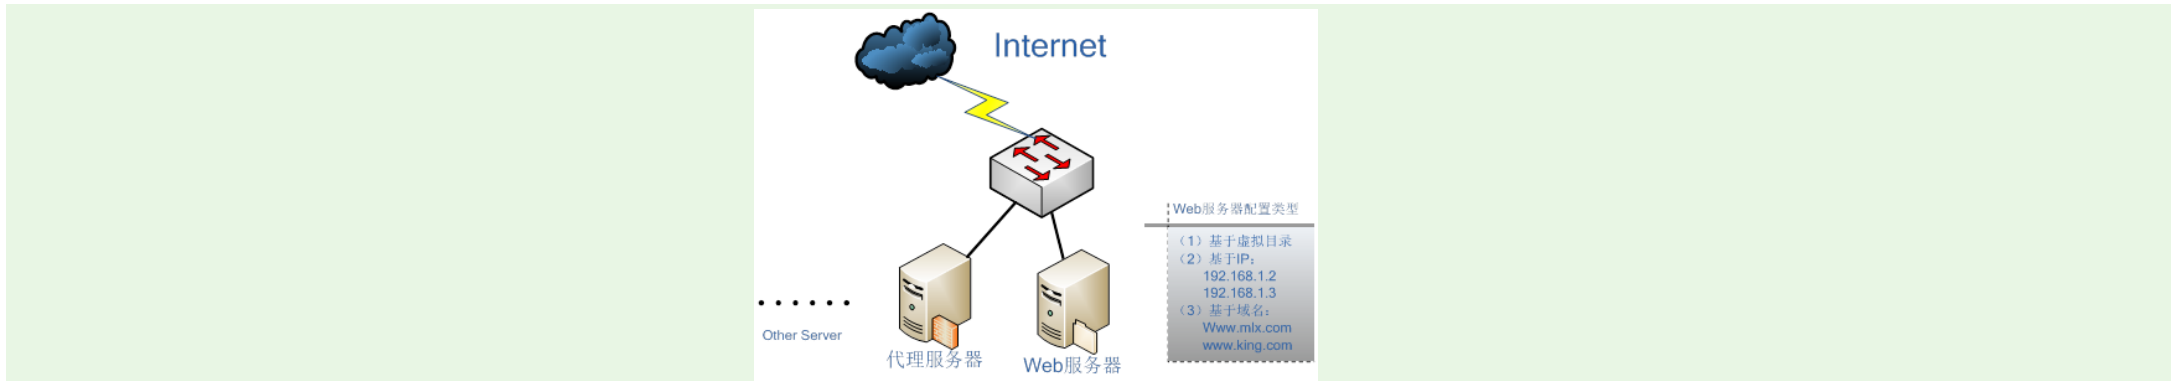 Internet
Web服务器配置类型
（1）基于虚拟目录
（2）基于IP：
192.168.1.2
192.168.1.3
（3）基于域名：
Www.mlx.com
www.king.com
······
Other Server
代理服务器
Web服务器